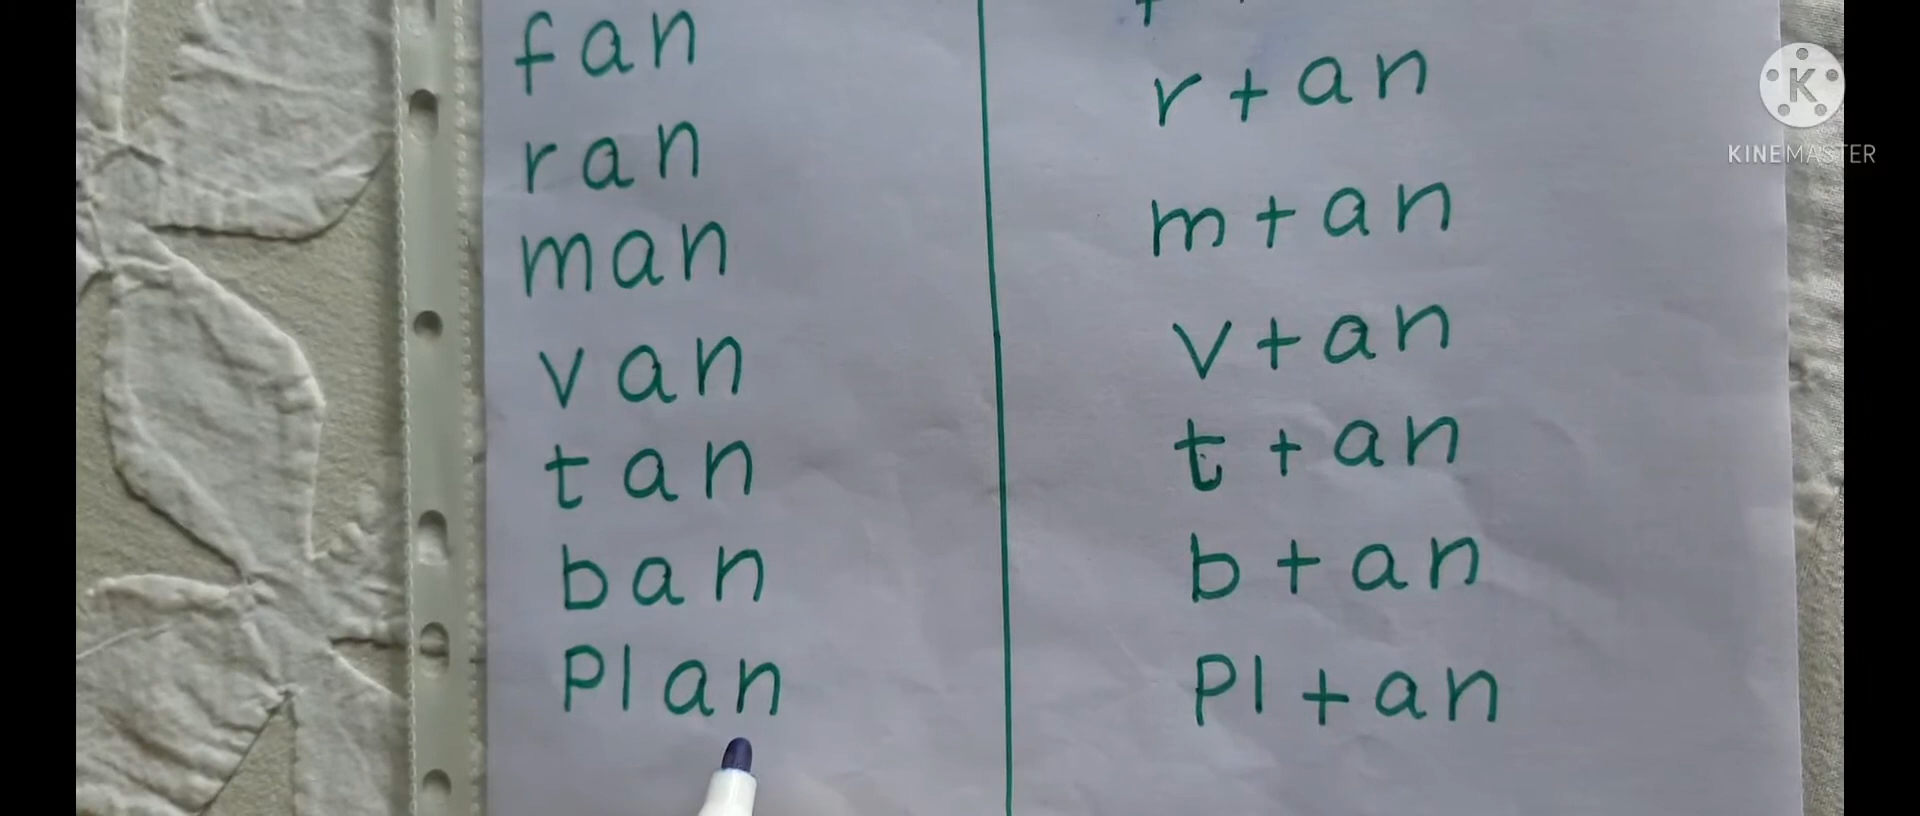 fan
ran
man
van
tan
ban
Plan
r + an
m + an
v + an
t + an
b + an
Pl + an
K
KINEMASTER